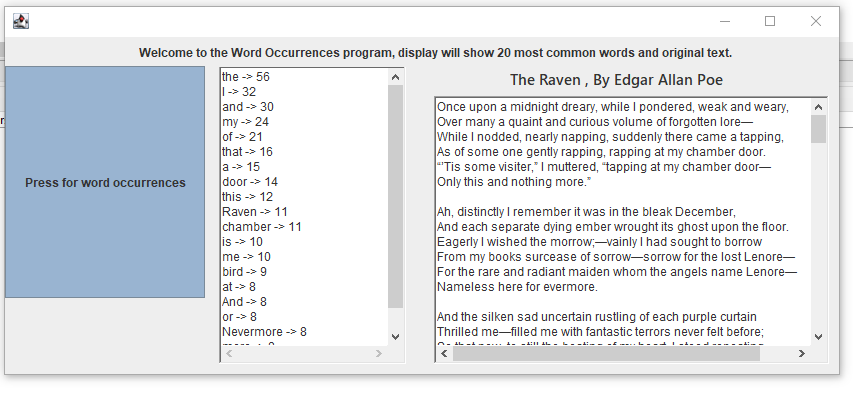 Welcome to the Word Occurrences program, display will show 20 most common words and original text.
Press for word occurrences
the -> 56
I -> 32
and -> 30
my -> 24
of -> 21
that -> 16
a -> 15
door -> 14
this -> 12
Raven -> 11
chamber -> 11
is -> 10
me -> 10
bird -> 9
at -> 8
And -> 8
or -> 8
Nevermore -> 8
The Raven , By Edgar Allan Poe
Once upon a midnight dreary, while I pondered, weak and weary,
Over many a quaint and curious volume of forgotten lore—
While I nodded, nearly napping, suddenly there came a tapping,
As of some one gently rapping, rapping at my chamber door.
“’Tis some visiter,” I muttered, “tapping at my chamber door—
Only this and nothing more.”
Ah, distinctly I remember it was in the bleak December,
And each separate dying ember wrought its ghost upon the floor.
Eagerly I wished the morrow;—vainly I had sought to borrow
From my books surcease of sorrow—sorrow for the lost Lenore—
For the rare and radiant maiden whom the angels name Lenore—
Nameless here for evermore.
And the silken sad uncertain rustling of each purple curtain
Thrilled me—filled me with fantastic terrors never felt before;